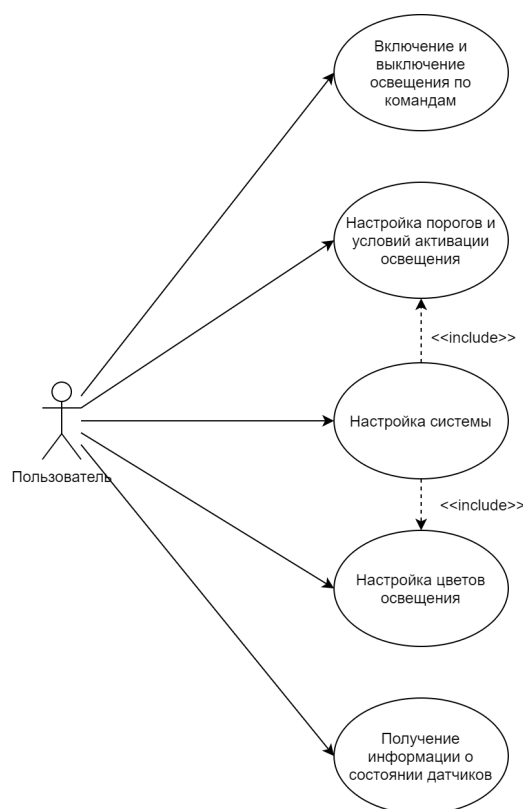 Включение и
выключение
освещения по
командам
Настройка порогов и
условий активации
освещения
<<include>>
Настройка системы
Пользователь
<<include>>
Настройка цветов
освещения
Получение
информации о
состоянии датчиков